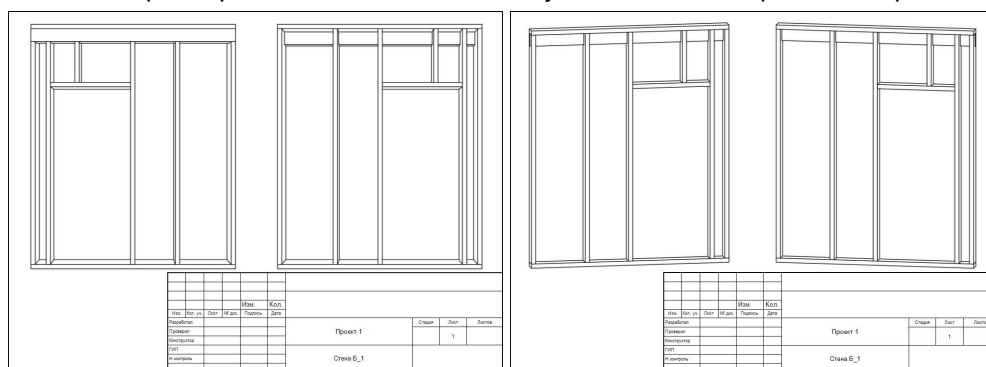 Изм. Кол.
Изм. Кол. уч. Лист № док. Подпись Дата
Разработал
Проверил
Конструктор
ГИП
Н.контроль
Проект 1
Стадия Лист Листов
1
Стена Б_1
Изм. Кол.
Изм. Кол. уч. Лист № док. Подпись Дата
Разработал
Проверил
Конструктор
ГИП
Н.контроль
Проект 1
Стадия Лист
1
Стена Б_1